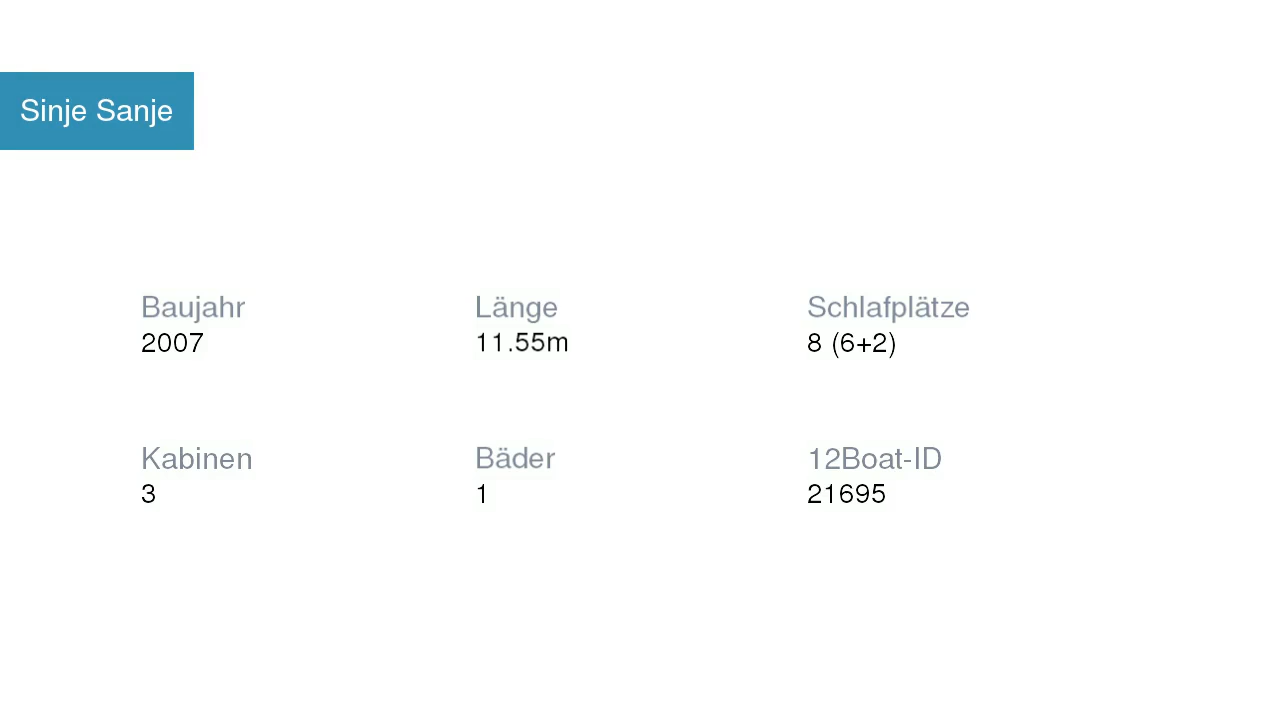 Sinje Sanje
Baujahr
2007
Länge
11.55m
Schlafplätze
8 (6+2)
Kabinen
3
Bäder
1
12Boat-ID
21695